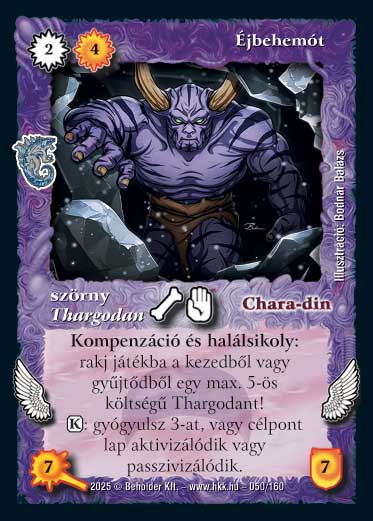 2 4
Éjbehemót
Illusztráció: Bodnár Balázs
szörny
Thargodan
Chara-din
Kompenzáció és halálsikoly:
rakj játékba a kezedből vagy
gyűjtődből egy max. 5-ös
költségű Thargodant!
K: gyógyulsz 3-at, vagy célpont
lap aktivizálódik vagy
passzivizálódik.
7 7
2025 © Beholder Kft. – www.hkk.hu – 050/160